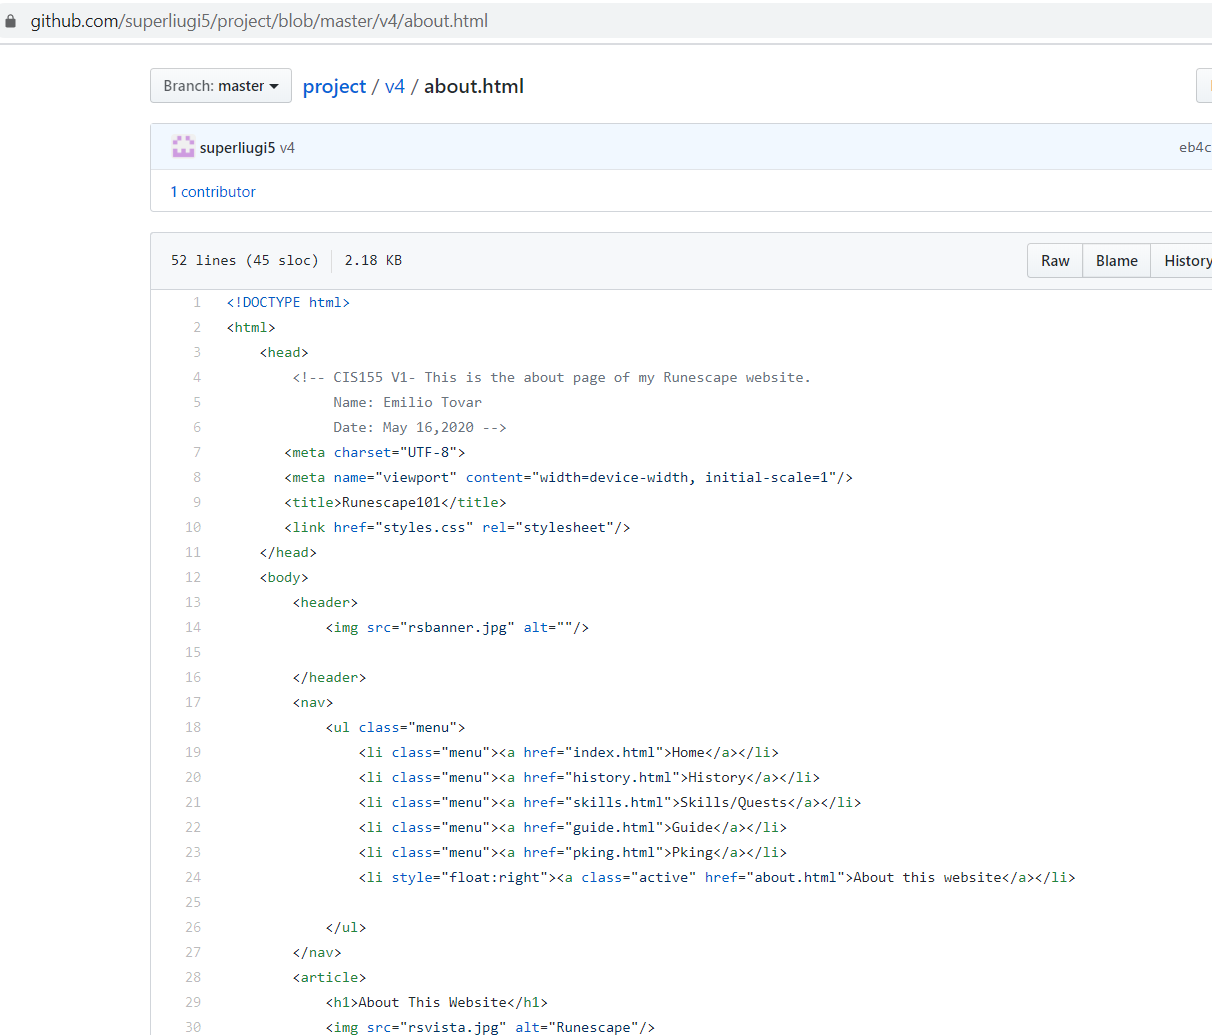 github.com/superliugi5/project/blob/master/v4/about.html
Branch: master project / v4 / about.html
superliugi5 v4 eb4c
1 contributor
52 lines (45 sloc) 2.18 KB Raw Blame History
1 <!DOCTYPE html>
2 <html>
3 <head>
4 <!-- CIS155 V1- This is the about page of my Runescape website.
5 Name: Emilio Tovar
6 Date: May 16,2020 -->
7 <meta charset="UTF-8">
8 <meta name="viewport" content="width=device-width, initial-scale=1"/>
9 <title>Runescape101</title>
10 <link href="styles.css" rel="stylesheet"/>
11 </head>
12 <body>
13 <header>
14 <img src="rsbanner.jpg" alt=""/>
15
16 </header>
17 <nav>
18 <ul class="menu">
19 <li class="menu"><a href="index.html">Home</a></li>
20 <li class="menu"><a href="history.html">History</a></li>
21 <li class="menu"><a href="skills.html">Skills/Quests</a></li>
22 <li class="menu"><a href="guide.html">Guide</a></li>
23 <li class="menu"><a href="pking.html">Pking</a></li>
24 <li style="float:right"><a class="active" href="about.html">About this website</a></li>
25
26 </ul>
27 </nav>
28 <article>
29 <h1>About This Website</h1>
30 <img src="rsvista.jpg" alt="Runescape"/>